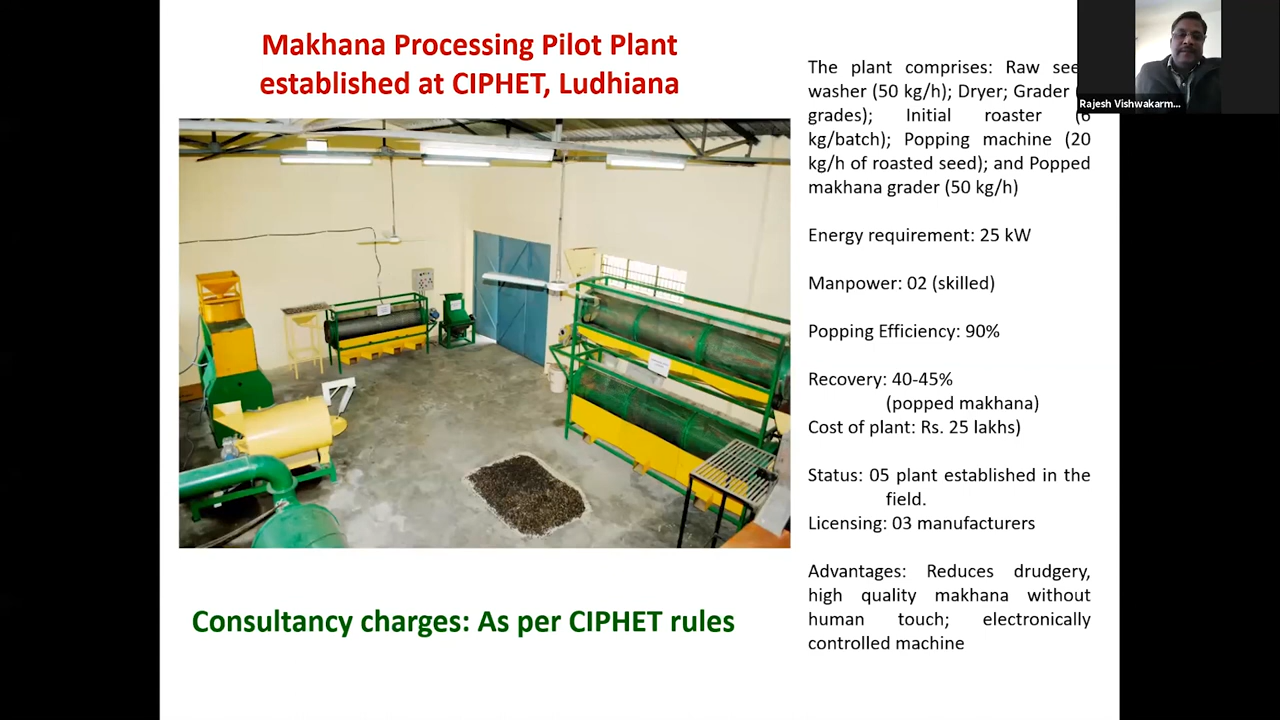 Makhana Processing Pilot Plant
established at CIPHET, Ludhiana
The plant comprises: Raw
washer (50 kg/h); Dryer; Grader
grades); Initial roaster (6
kg/batch); Popping machine (20
kg/h of roasted seed); and Popped
makhana grader (50 kg/h)
Energy requirement: 25 kW
Manpower: 02 (skilled)
Popping Efficiency: 90%
Recovery: 40-45%
(popped makhana)
Cost of plant: Rs. 25 lakhs)
Status: 05 plant established in the
field.
Licensing: 03 manufacturers
Advantages: Reduces drudgery,
high quality makhana without
human touch; electronically
controlled machine
Consultancy charges: As per CIPHET rules
Rajesh Vishwakarm...